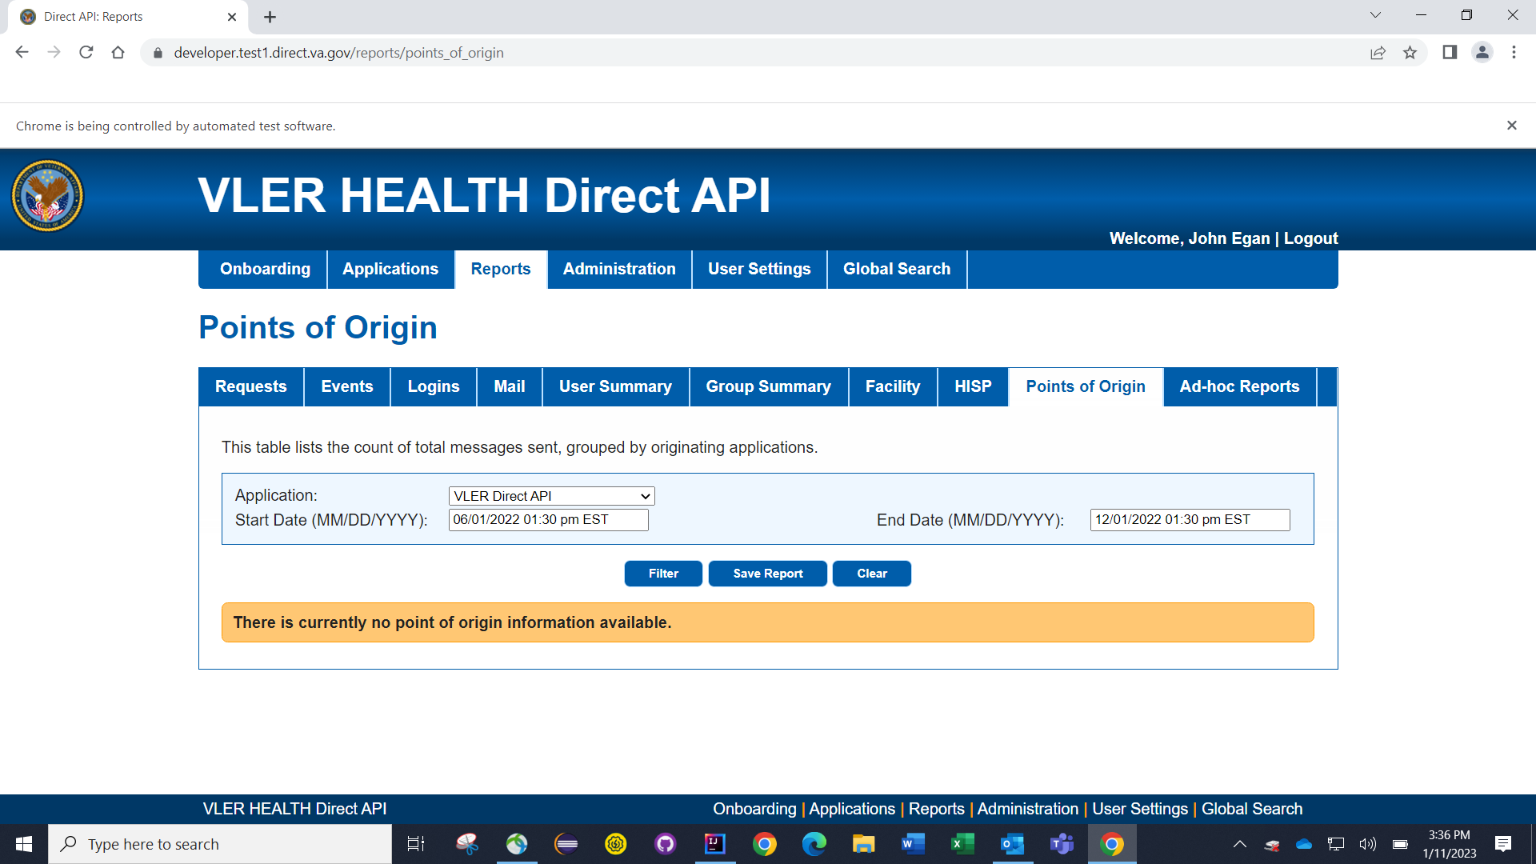 Direct API: Reports
developer.test1.direct.va.gov/reports/points_of_origin
Chrome is being controlled by automated test software.
VLER HEALTH Direct API
Welcome, John Egan | Logout
Onboarding Applications Reports Administration User Settings Global Search
Points of Origin
Requests Events Logins Mail User Summary Group Summary Facility HISP Points of Origin Ad-hoc Reports
This table lists the count of total messages sent, grouped by originating applications.
Application: VLER Direct API
Start Date (MM/DD/YYYY): 06/01/2022 01:30 pm EST End Date (MM/DD/YYYY): 12/01/2022 01:30 pm EST
Filter Save Report Clear
There is currently no point of origin information available.
VLER HEALTH Direct API Onboarding | Applications | Reports | Administration | User Settings | Global Search
Type here to search
3:36 PM
1/11/2023